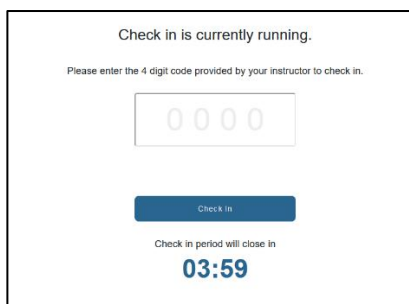 Check in is currently running.
Please enter the 4 digit code provided by your instructor to check in.
0000
Check In
Check in period will close in
03:59